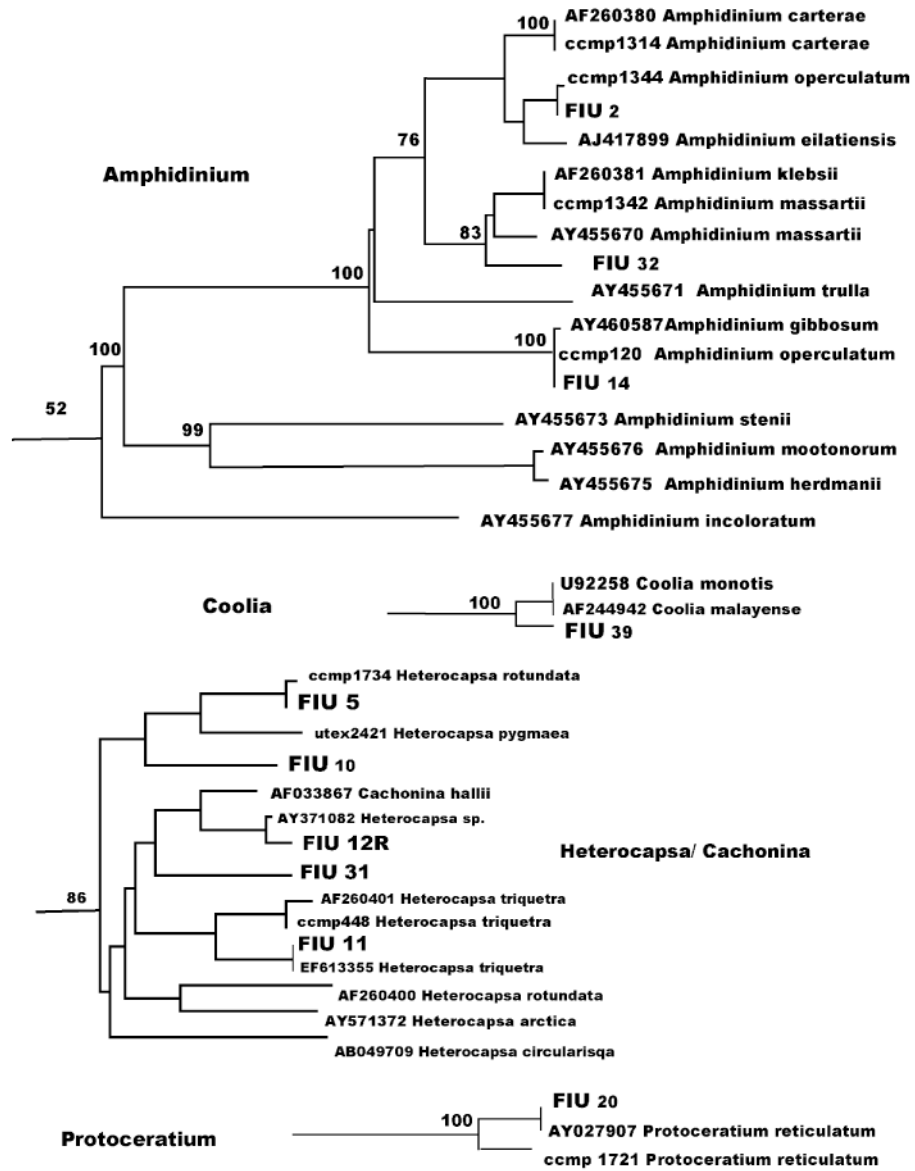 AF260380 Amphidinium carterae
100
ccmp1314 Amphidinium carterae
ccmp1344 Amphidinium operculatum
FIU 2
76
AJ417899 Amphidinium eilatiensis
Amphidinium
AF260381 Amphidinium klebsii
ccmp1342 Amphidinium massartii
83
AY455670 Amphidinium massartii
FIU 32
100
AY455671 Amphidinium trulla
AY460587Amphidinium gibbosum
100
ccmp120 Amphidinium operculatum
100
FIU 14
52
AY455673 Amphidinium stenii
99
AY455676 Amphidinium mootonorum
AY455675 Amphidinium herdmanii
AY455677 Amphidinium incoloratum
U92258 Coolia monotis
Coolia
100
AF244942 Coolia malayense
FIU 39
ccmp1734 Heterocapsa rotundata
FIU 5
utex2421 Heterocapsa pygmaea
FIU 10
AF033867 Cachonina hallii
AY371082 Heterocapsa sp.
FIU 12R
Heterocapsa/ Cachonina
FIU 31
86
AF260401 Heterocapsa triquetra
ccmp448 Heterocapsa triquetra
FIU 11
EF613355 Heterocapsa triquetra
AF260400 Heterocapsa rotundata
AY571372 Heterocapsa arctica
AB049709 Heterocapsa circularisqa
FIU 20
100
Protoceratium
AY027907 Protoceratium reticulatum
ccmp 1721 Protoceratium reticulatum